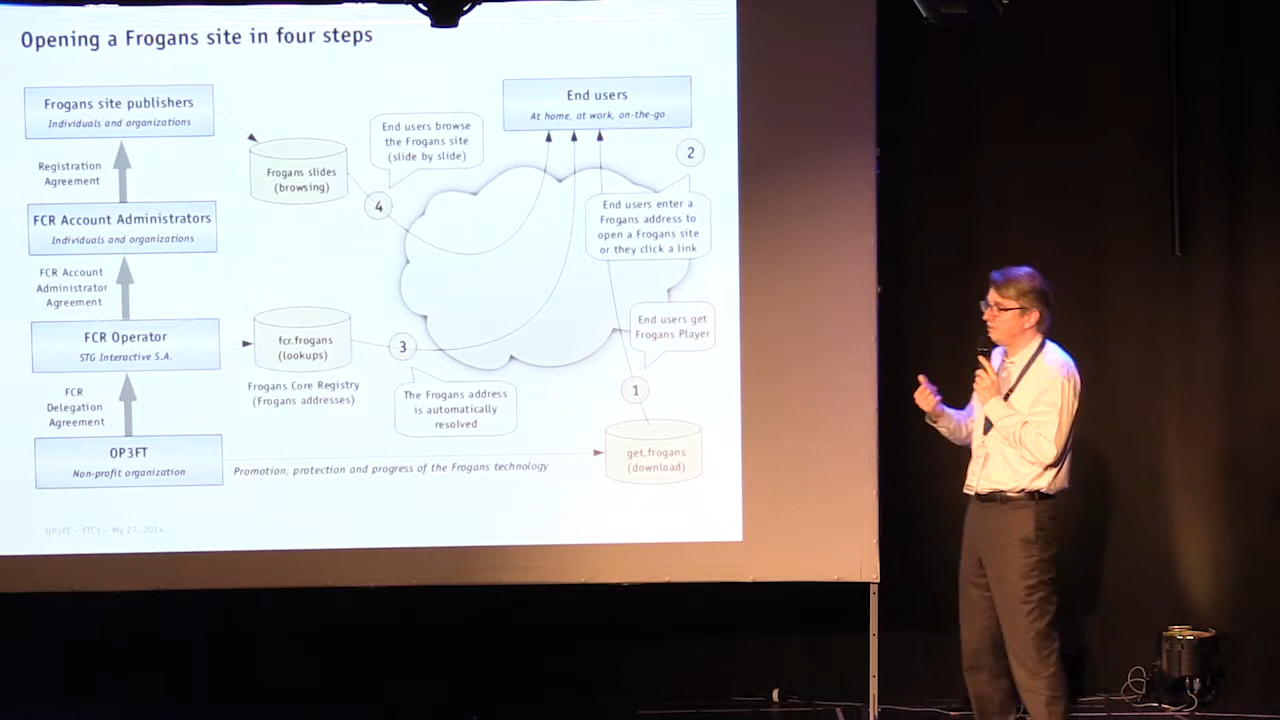 Opening a Frogans site in four steps
Frogans site publishers
Individuals and organizations
Registration
Agreement
FCR Account Administrators
Individuals and organizations
FCR Account
Administrator
Agreement
FCR Operator
STG Interactive S.A.
FCR
Delegation
Agreement
OP3FT
Non-profit organization
Promotion, protection and progress of the Frogans technology
Frogans slides
(browsing)
4
End users browse
the Frogans site
(slide by slide)
fcr.frogans
(lookups)
Frogans Core Registry
(Frogans addresses)
3
The Frogans address
is automatically
resolved
End users
At home, at work, on-the-go
2
End users enter a
Frogans address to
open a Frogans site
or they click a link
End users get
Frogans Player
1
get.frogans
(download)
OP3FT – FTC1 – My 27, 2014